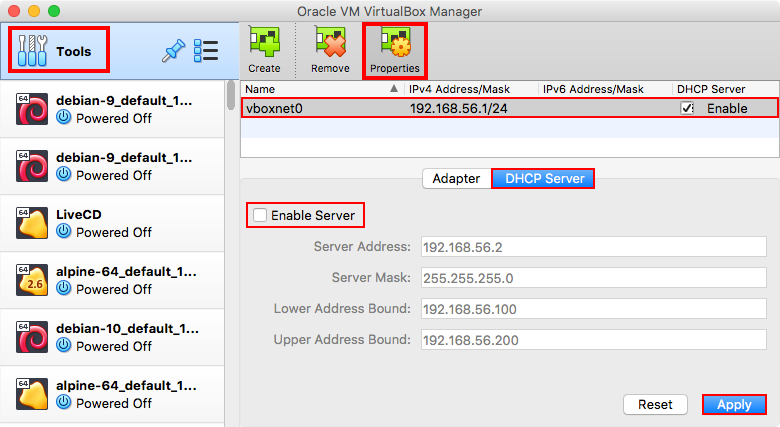 Oracle VM VirtualBox Manager
Tools
Create
Remove
Properties
Name IPv4 Address/Mask IPv6 Address/Mask DHCP Server
vboxnet0 192.168.56.1/24 Enable
64
debian-9_default_1...
Powered Off
64
debian-9_default_1...
Powered Off
64
LiveCD
Powered Off
64
2.6
alpine-64_default_1...
Powered Off
64
debian-10_default_1...
Powered Off
64
alpine-64_default_1...
Powered Off
Adapter
DHCP Server
Enable Server
Server Address: 192.168.56.2
Server Mask: 255.255.255.0
Lower Address Bound: 192.168.56.100
Upper Address Bound: 192.168.56.200
Reset
Apply